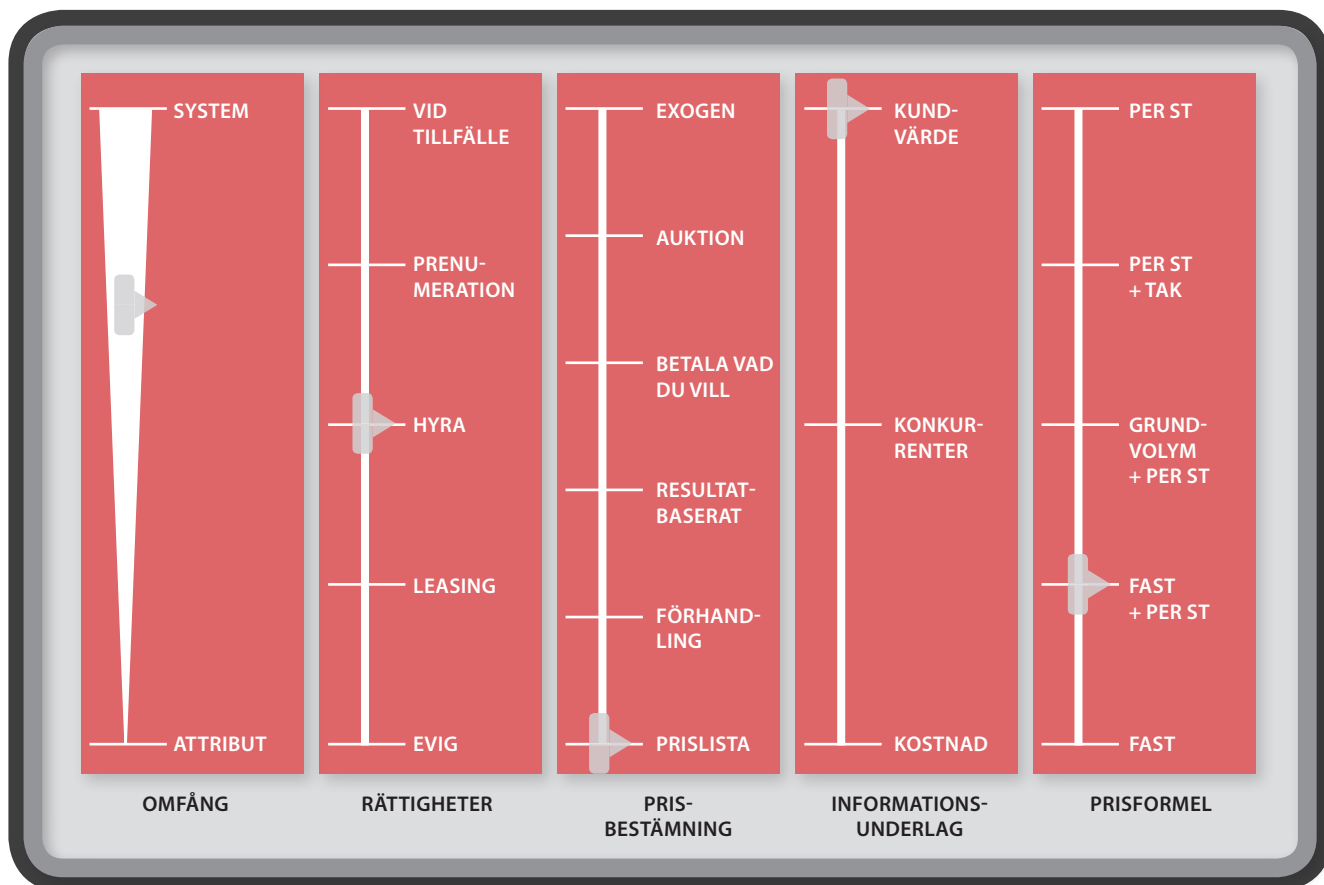 SYSTEM
ATTRIBUT
OMFÅNG
VID
TILLFÄLLE
PRENU-
MERATION
HYRA
LEASING
EVIG
RÄTTIGHETER
EXOGEN
AUKTION
BETALA VAD
DU VILL
RESULTAT-
BASERAT
FÖRHAND-
LING
PRISLISTA
PRIS-
BESTÄMNING
KUND-
VÄRDE
KONKUR-
RENTER
KOSTNAD
INFORMATIONS-
UNDERLAG
PER ST
PER ST
+ TAK
GRUND-
VOLYM
+ PER ST
FAST
+ PER ST
FAST
PRISFORMEL